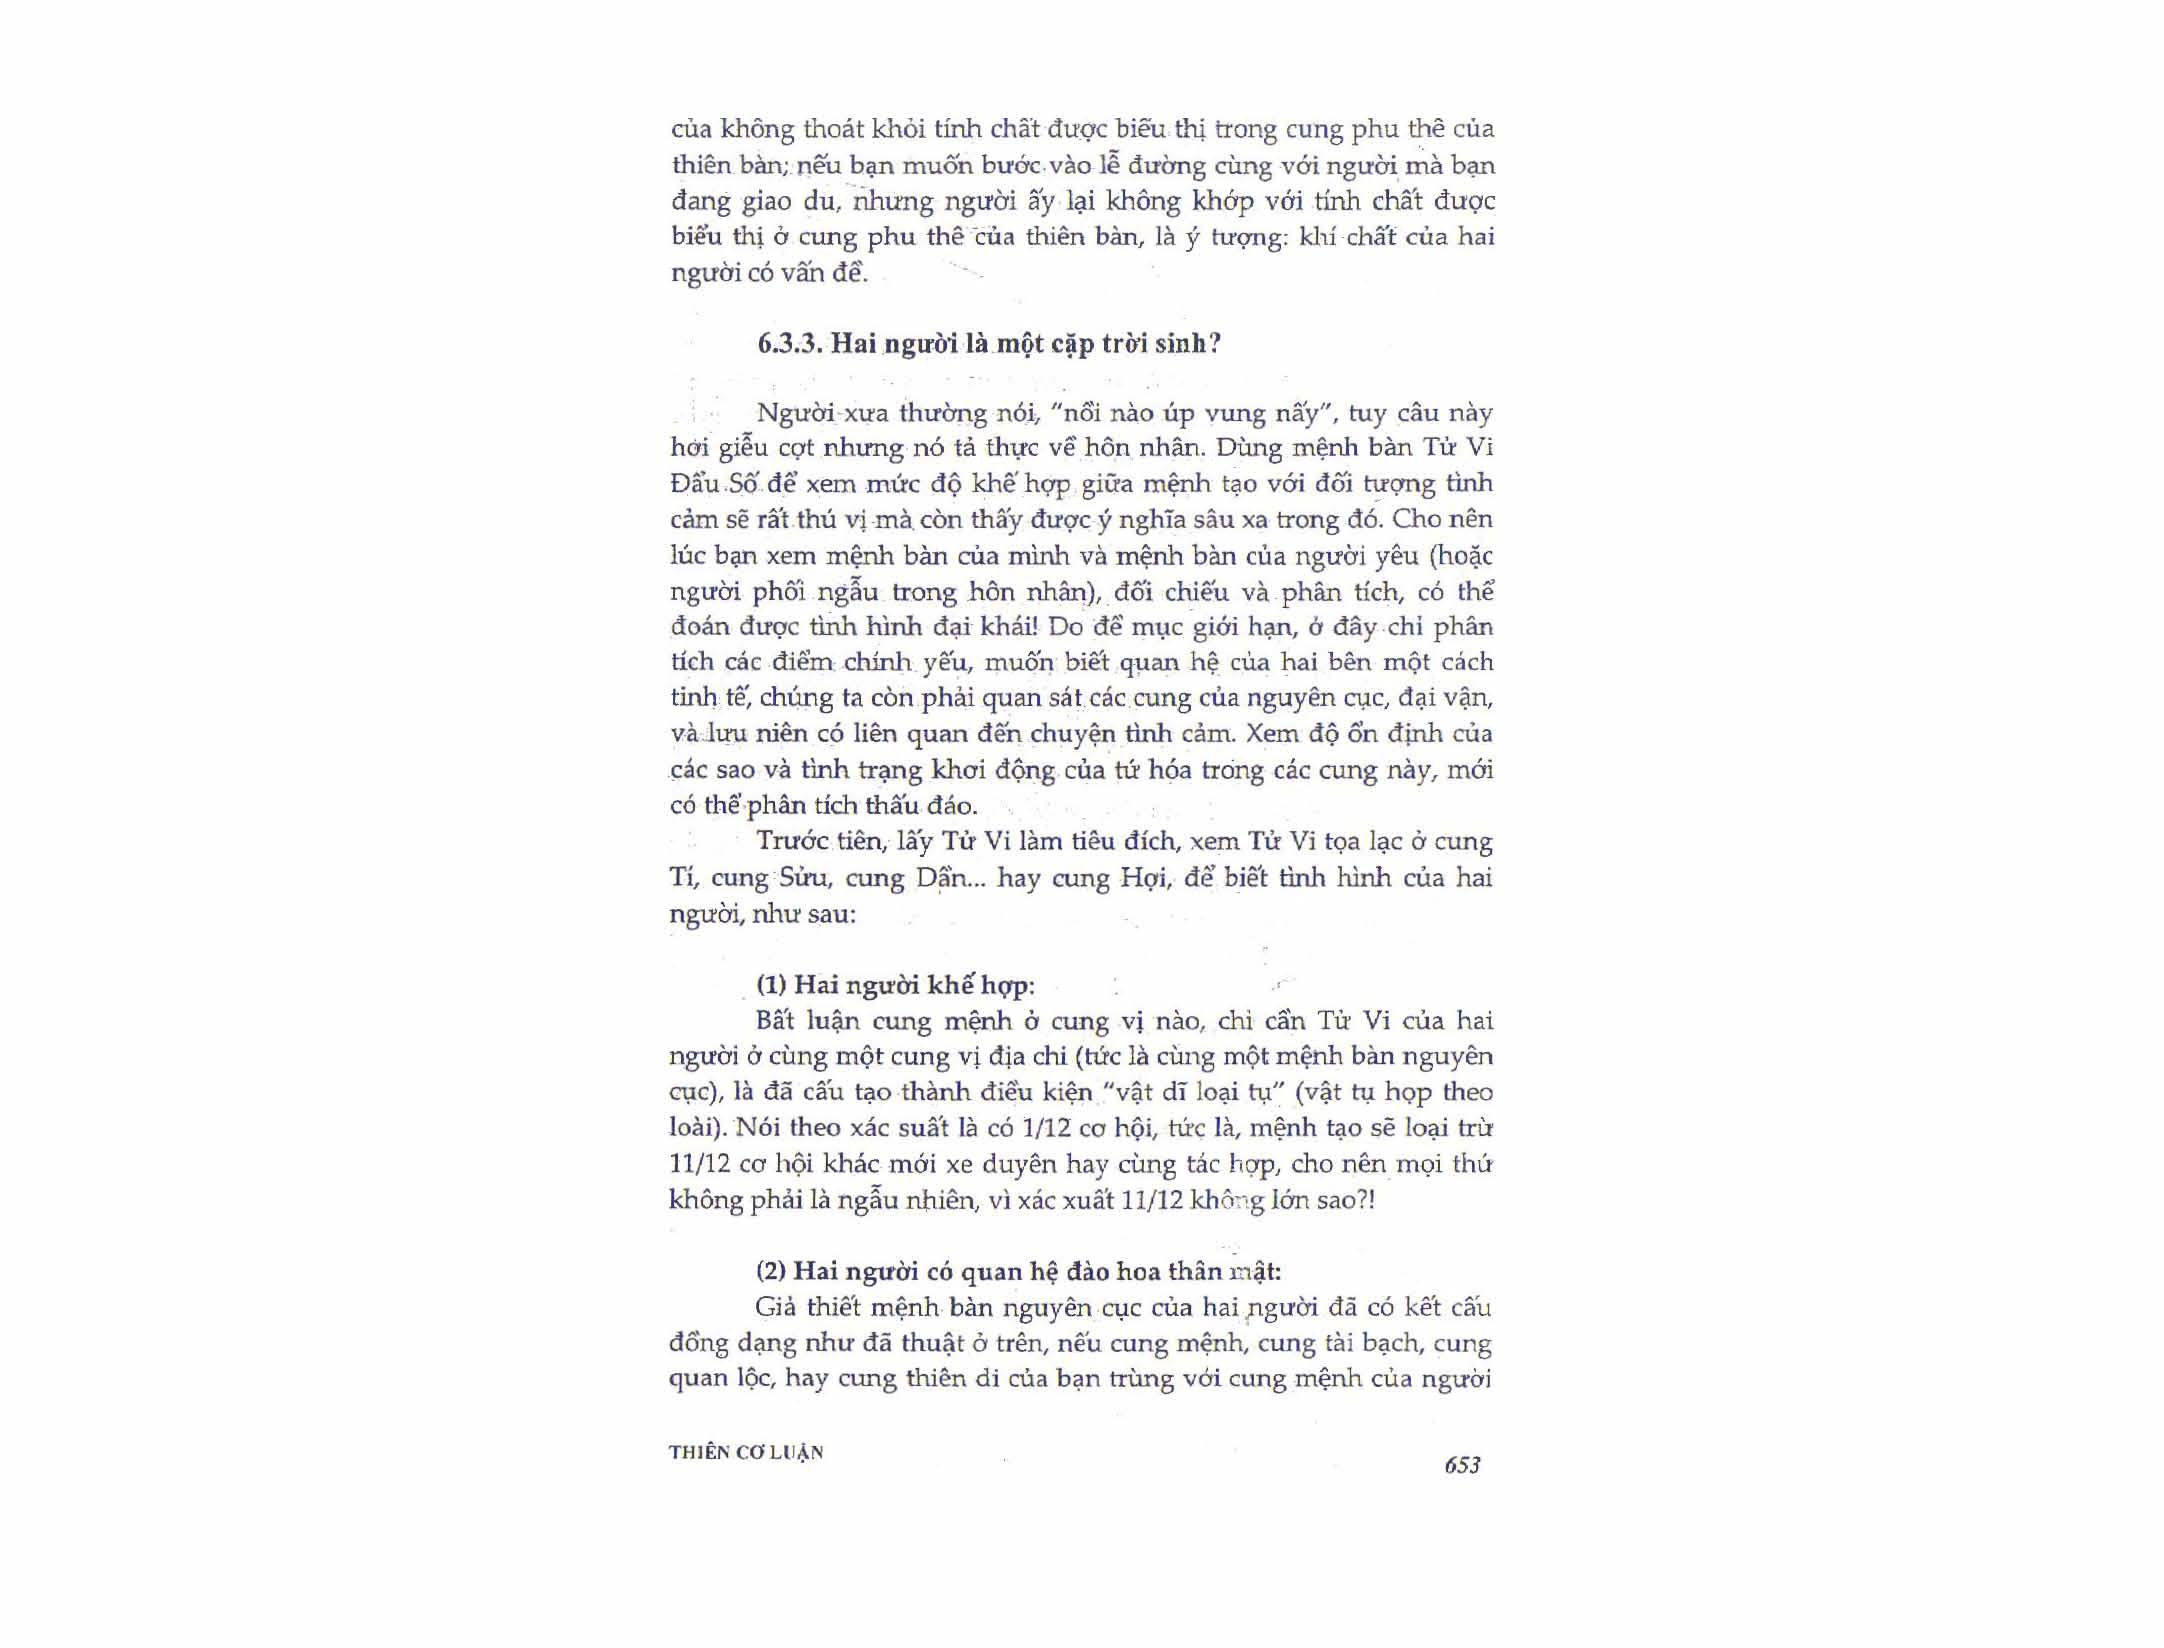 của không thoát khỏi tính chất được biểu thị trong cung phu thê của
thiên bàn; nếu bạn muốn bước vào lễ đường cùng với người mà bạn
đang giao du, nhưng người ấy lại không khớp với tính chất được
biểu thị ở cung phu thê của thiên bàn, là ý tượng: khí chất của hai
người có vấn đề.
6.3.3. Hai người là một cặp trời sinh?
Người xưa thường nói, "nồi nào úp vung nấy", tuy câu này
hơi giễu cợt nhưng nó tả thực về hôn nhân. Dùng mệnh bàn Tử Vi
Đẩu Số để xem mức độ khế hợp giữa mệnh tạo với đối tượng tình
cảm sẽ rất thú vị mà còn thấy được ý nghĩa sâu xa trong đó. Cho nên
lúc bạn xem mệnh bàn của mình và mệnh bàn của người yêu (hoặc
người phối ngẫu trong hôn nhân), đối chiếu và phân tích, có thể
đoán được tình hình đại khái! Do đề mục giới hạn, ở đây chỉ phân
tích các điểm chính yếu, muốn biết quan hệ của hai bên một cách
tinh tế, chúng ta còn phải quan sát các cung của nguyên cục, đại vận,
và lưu niên có liên quan đến chuyện tình cảm. Xem độ ổn định của
các sao và tình trạng khơi động của tứ hóa trong các cung này, mới
có thể phân tích thấu đáo.
Trước tiên, lấy Tử Vi làm tiêu đích, xem Tử Vi tọa lạc ở cung
Tí, cung Sửu, cung Dần... hay cung Hợi, để biết tình hình của hai
người, như sau:
(1) Hai người khế hợp:
Bất luận cung mệnh ở cung vị nào, chỉ cần Tử Vi của hai
người ở cùng một cung vị địa chi (tức là cùng một mệnh bàn nguyên
cục), là đã cấu tạo thành điều kiện "vật dĩ loại tụ" (vật tụ họp theo
loài). Nói theo xác suất là có 1/12 cơ hội, tức là, mệnh tạo sẽ loại trừ
11/12 cơ hội khác mới xe duyên hay cùng tác hợp, cho nên mọi thứ
không phải là ngẫu nhiên, vì xác xuất 11/12 không lớn sao?!
(2) Hai người có quan hệ đào hoa thân mật:
Giả thiết mệnh bàn nguyên cục của hai người đã có kết cấu
đồng dạng như đã thuật ở trên, nếu cung mệnh, cung tài bạch, cung
quan lộc, hay cung thiên di của bạn trùng với cung mệnh của người
THIÊN CƠ LUẬN
653